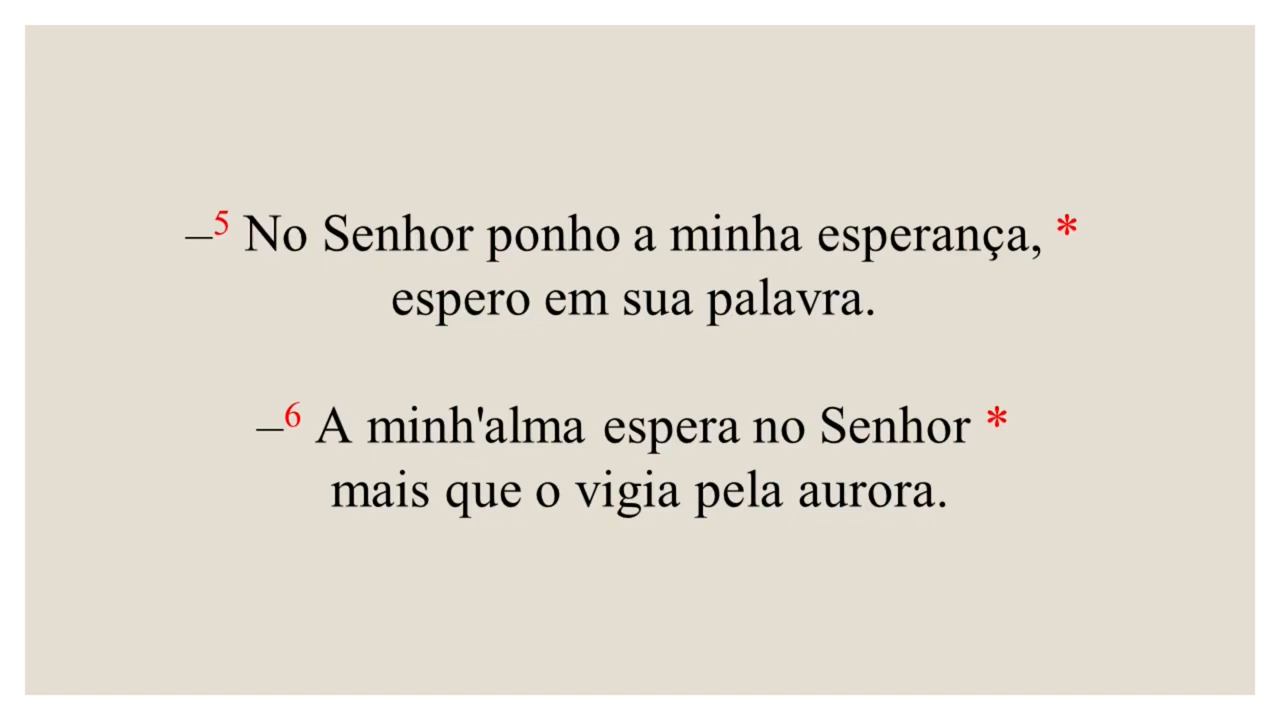 –⁵ No Senhor ponho a minha esperança, *
espero em sua palavra.
–⁶ A minh'alma espera no Senhor *
mais que o vigia pela aurora.